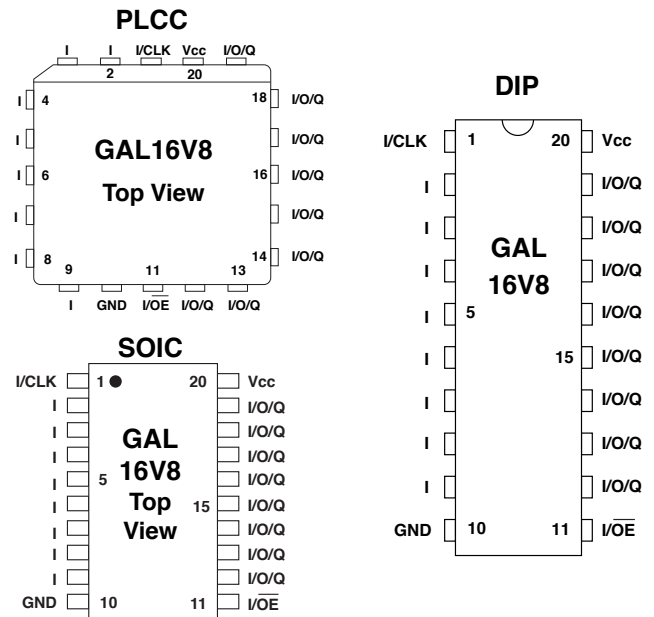 PLCC
I I I/CLK Vcc I/O/Q
2 20
I 4 18 I/O/Q
I I/O/Q
I 6 16 I/O/Q
I I/O/Q
I 8 14 I/O/Q
9 11 13
I GND I/OE I/O/Q I/O/Q
GAL16V8
Top View
SOIC
I/CLK 1 20 Vcc
I I/O/Q
I I/O/Q
I I/O/Q
I 5 I/O/Q
I 15 I/O/Q
I I/O/Q
I I/O/Q
I I/O/Q
GND 10 11 I/OE
GAL
16V8
Top
View
DIP
I/CLK 1 20 Vcc
I I/O/Q
I I/O/Q
I I/O/Q
I 5 I/O/Q
I 15 I/O/Q
I I/O/Q
I I/O/Q
I I/O/Q
GND 10 11 I/OE
GAL
16V8